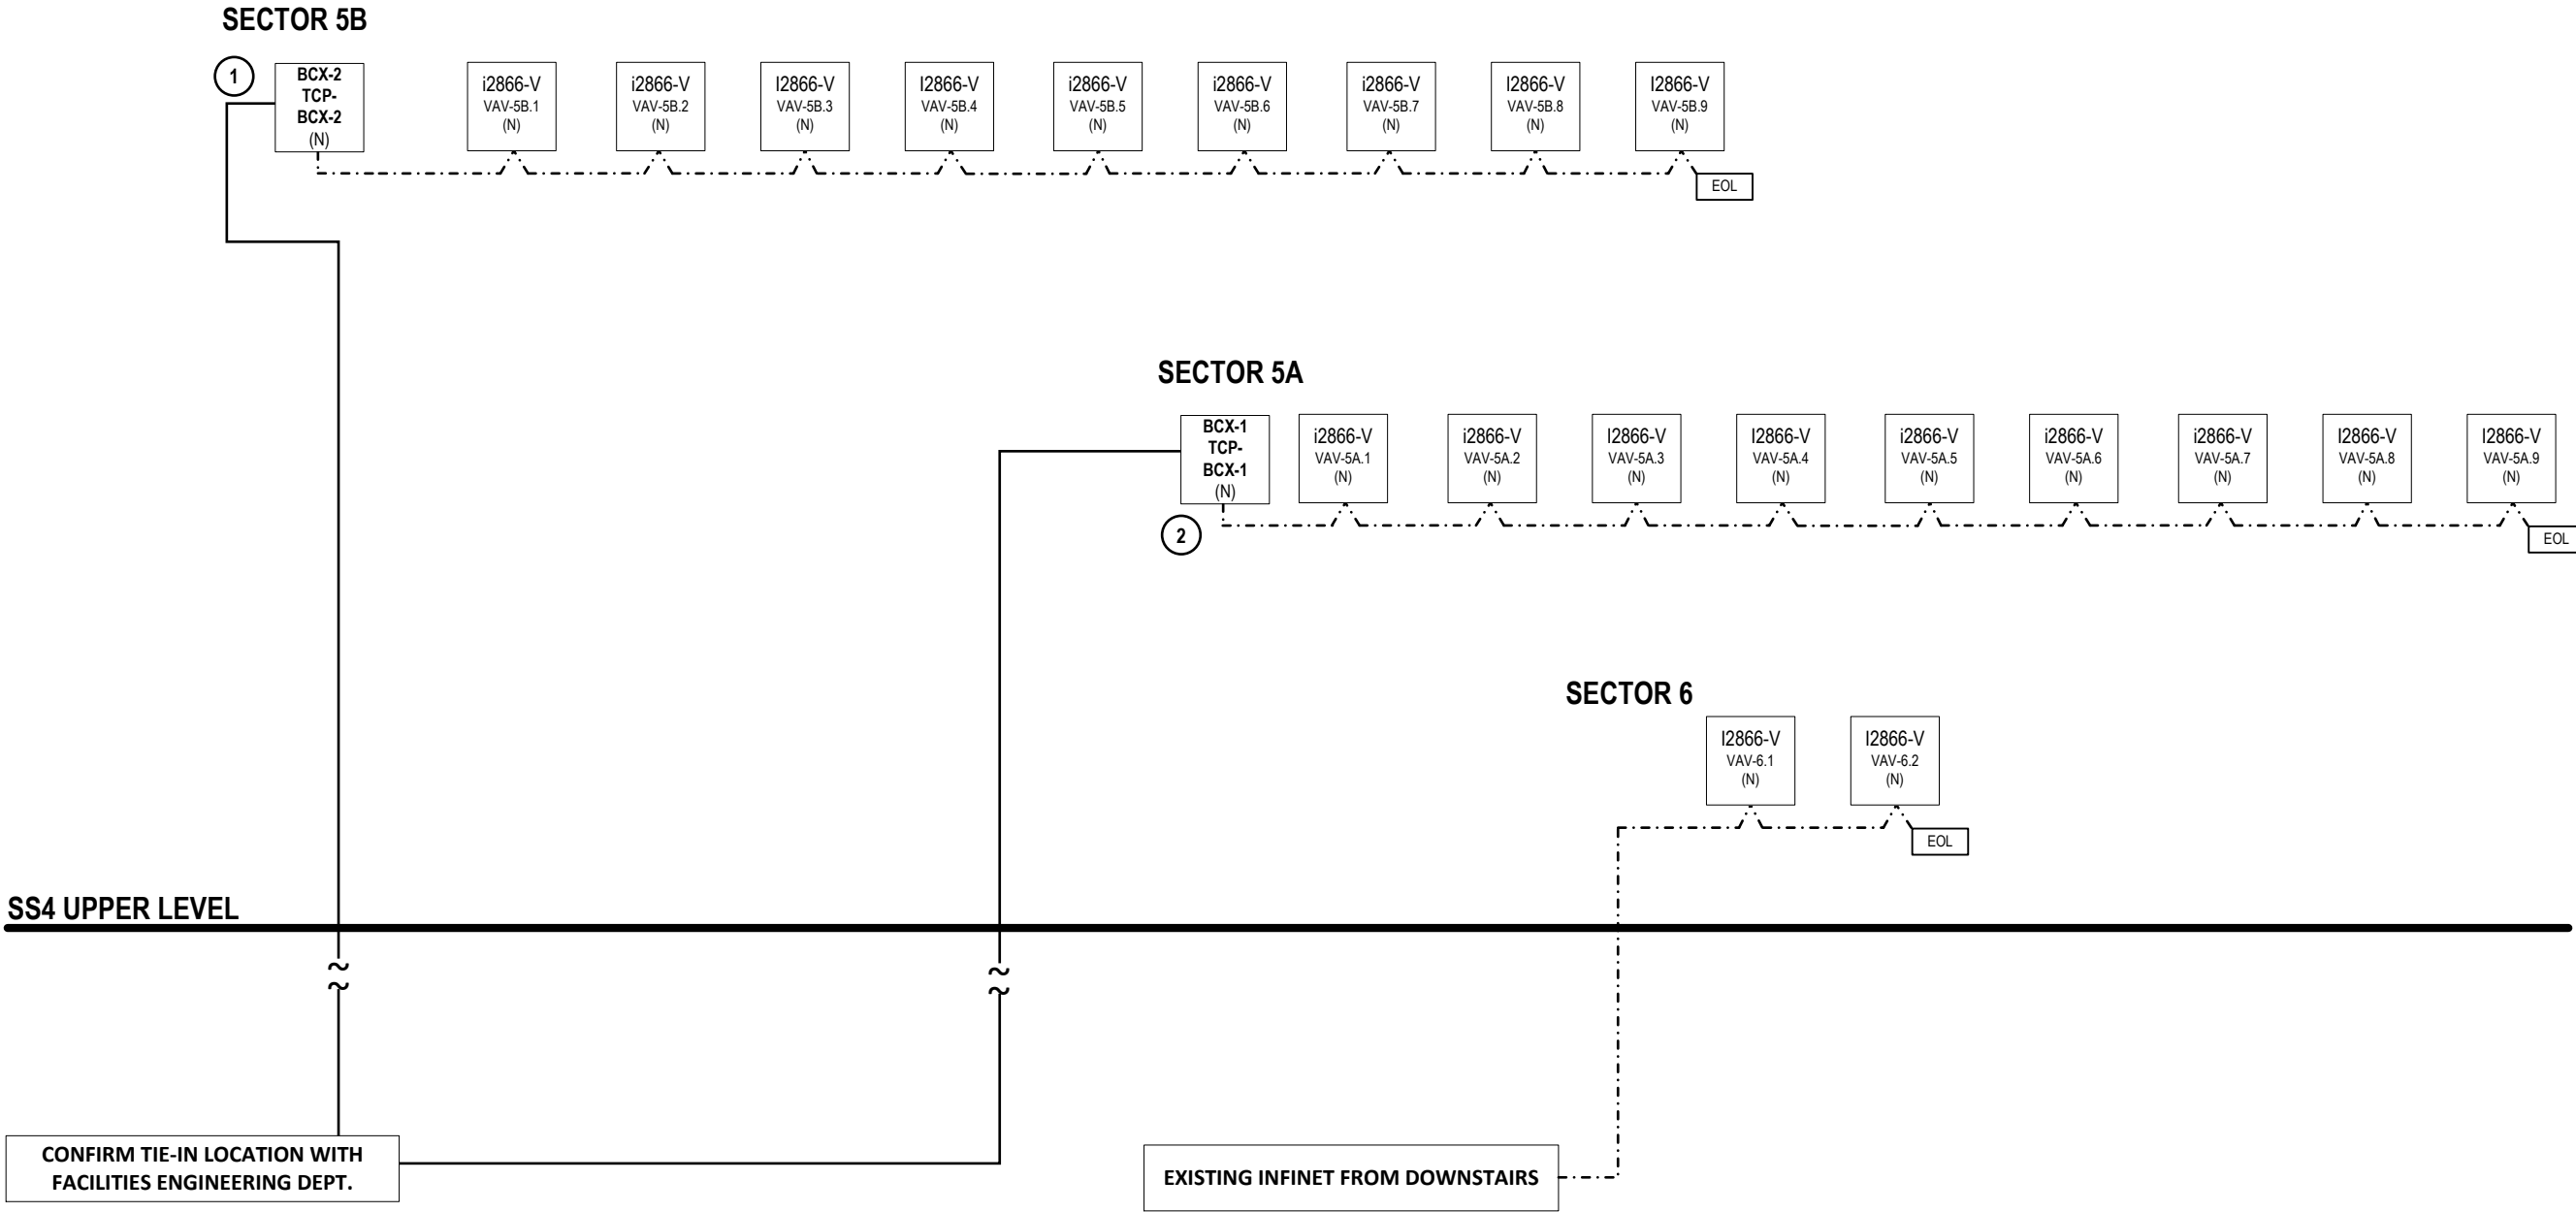 SECTOR 5B
1
BCX-2
TCP-
BCX-2
(N)
i2866-V
VAV-5B.1
(N)
i2866-V
VAV-5B.2
(N)
I2866-V
VAV-5B.3
(N)
I2866-V
VAV-5B.4
(N)
i2866-V
VAV-5B.5
(N)
i2866-V
VAV-5B.6
(N)
i2866-V
VAV-5B.7
(N)
I2866-V
VAV-5B.8
(N)
I2866-V
VAV-5B.9
(N)
EOL
SECTOR 5A
BCX-1
TCP-
BCX-1
(N)
2
i2866-V
VAV-5A.1
(N)
i2866-V
VAV-5A.2
(N)
I2866-V
VAV-5A.3
(N)
I2866-V
VAV-5A.4
(N)
i2866-V
VAV-5A.5
(N)
i2866-V
VAV-5A.6
(N)
i2866-V
VAV-5A.7
(N)
I2866-V
VAV-5A.8
(N)
I2866-V
VAV-5A.9
(N)
EOL
SECTOR 6
I2866-V
VAV-6.1
(N)
I2866-V
VAV-6.2
(N)
EOL
SS4 UPPER LEVEL
CONFIRM TIE-IN LOCATION WITH
FACILITIES ENGINEERING DEPT.
EXISTING INFINET FROM DOWNSTAIRS